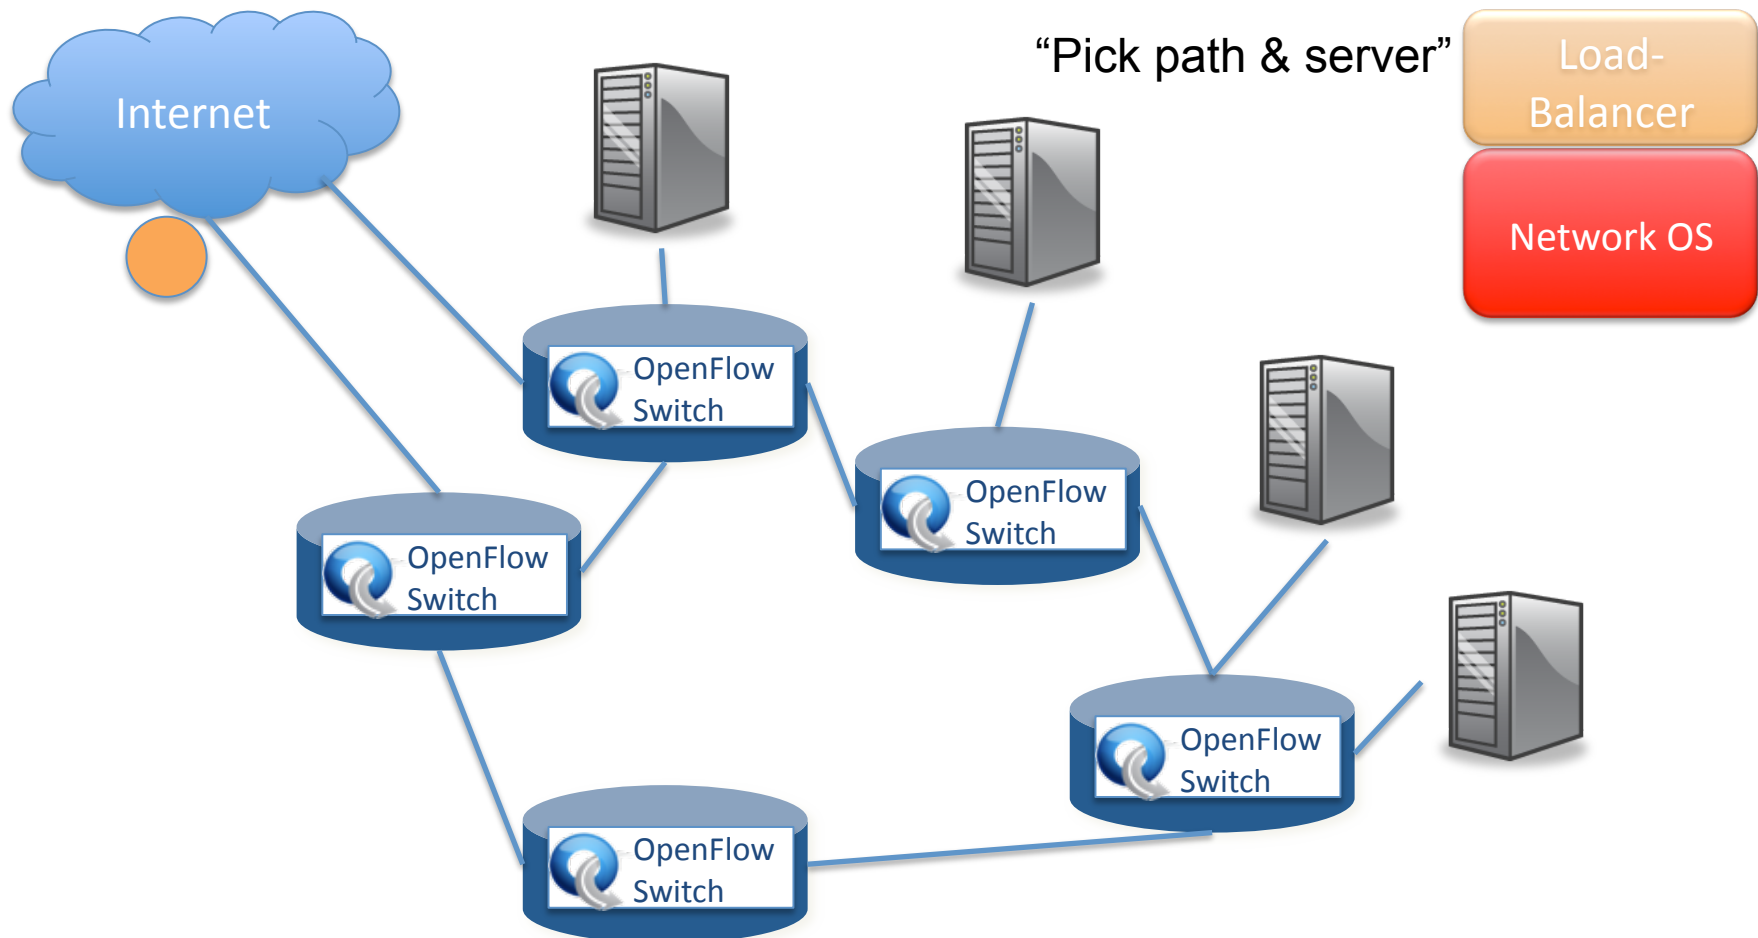 Internet
“Pick path & server”
Load-
Balancer
Network OS
OpenFlow
Switch
OpenFlow
Switch
OpenFlow
Switch
OpenFlow
Switch
OpenFlow
Switch